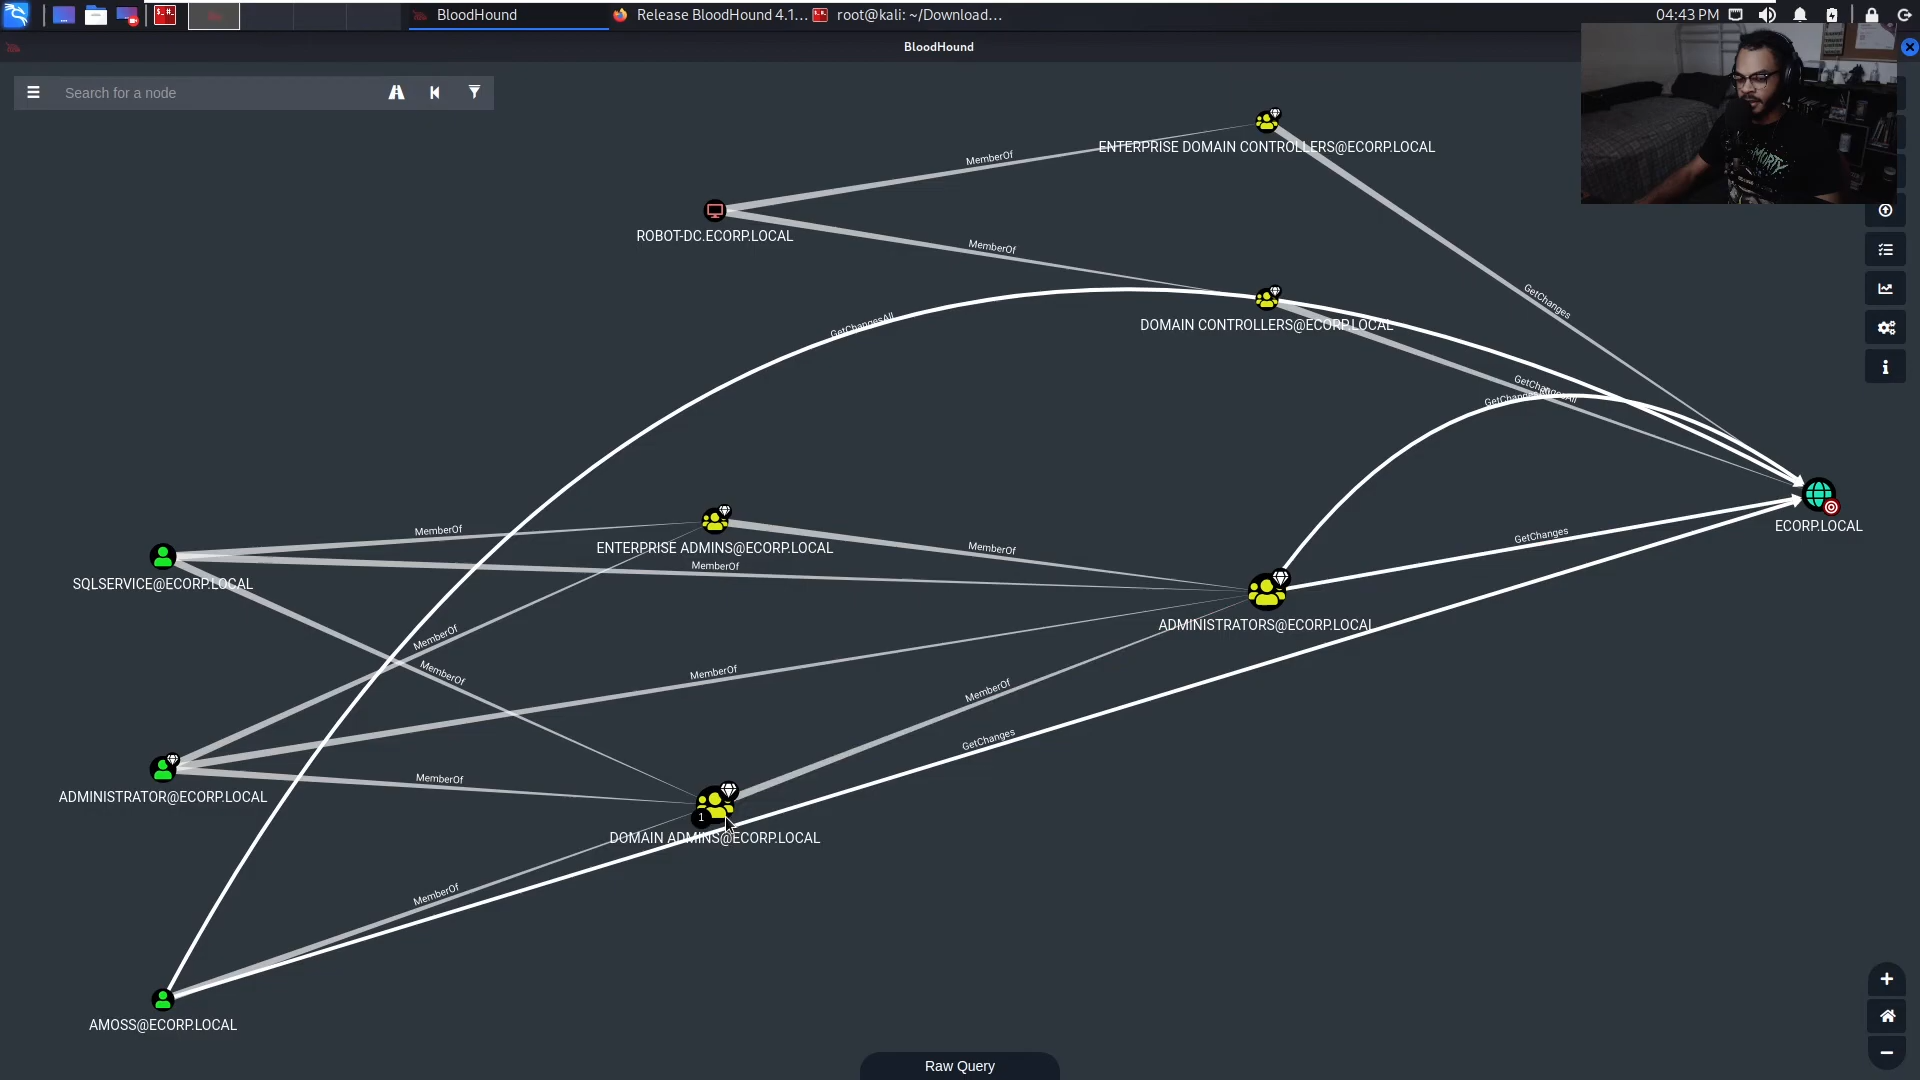 BloodHound
Release BloodHound 4.1...
root@kali: ~/Download...
04:43 PM
BloodHound
Search for a node
ENTERPRISE DOMAIN CONTROLLERS@ECORP.LOCAL
MemberOf
ROBOT-DC.ECORP.LOCAL
MemberOf
GetChanges
GetChangesAll
DOMAIN CONTROLLERS@ECORP.LOCAL
GetChangesAll
ECORP.LOCAL
MemberOf
ENTERPRISE ADMINS@ECORP.LOCAL
MemberOf
GetChanges
MemberOf
SQLSERVICE@ECORP.LOCAL
ADMINISTRATORS@ECORP.LOCAL
MemberOf
MemberOf
MemberOf
MemberOf
GetChanges
MemberOf
ADMINISTRATOR@ECORP.LOCAL
1
DOMAIN ADMINS@ECORP.LOCAL
MemberOf
AMOSS@ECORP.LOCAL
Raw Query